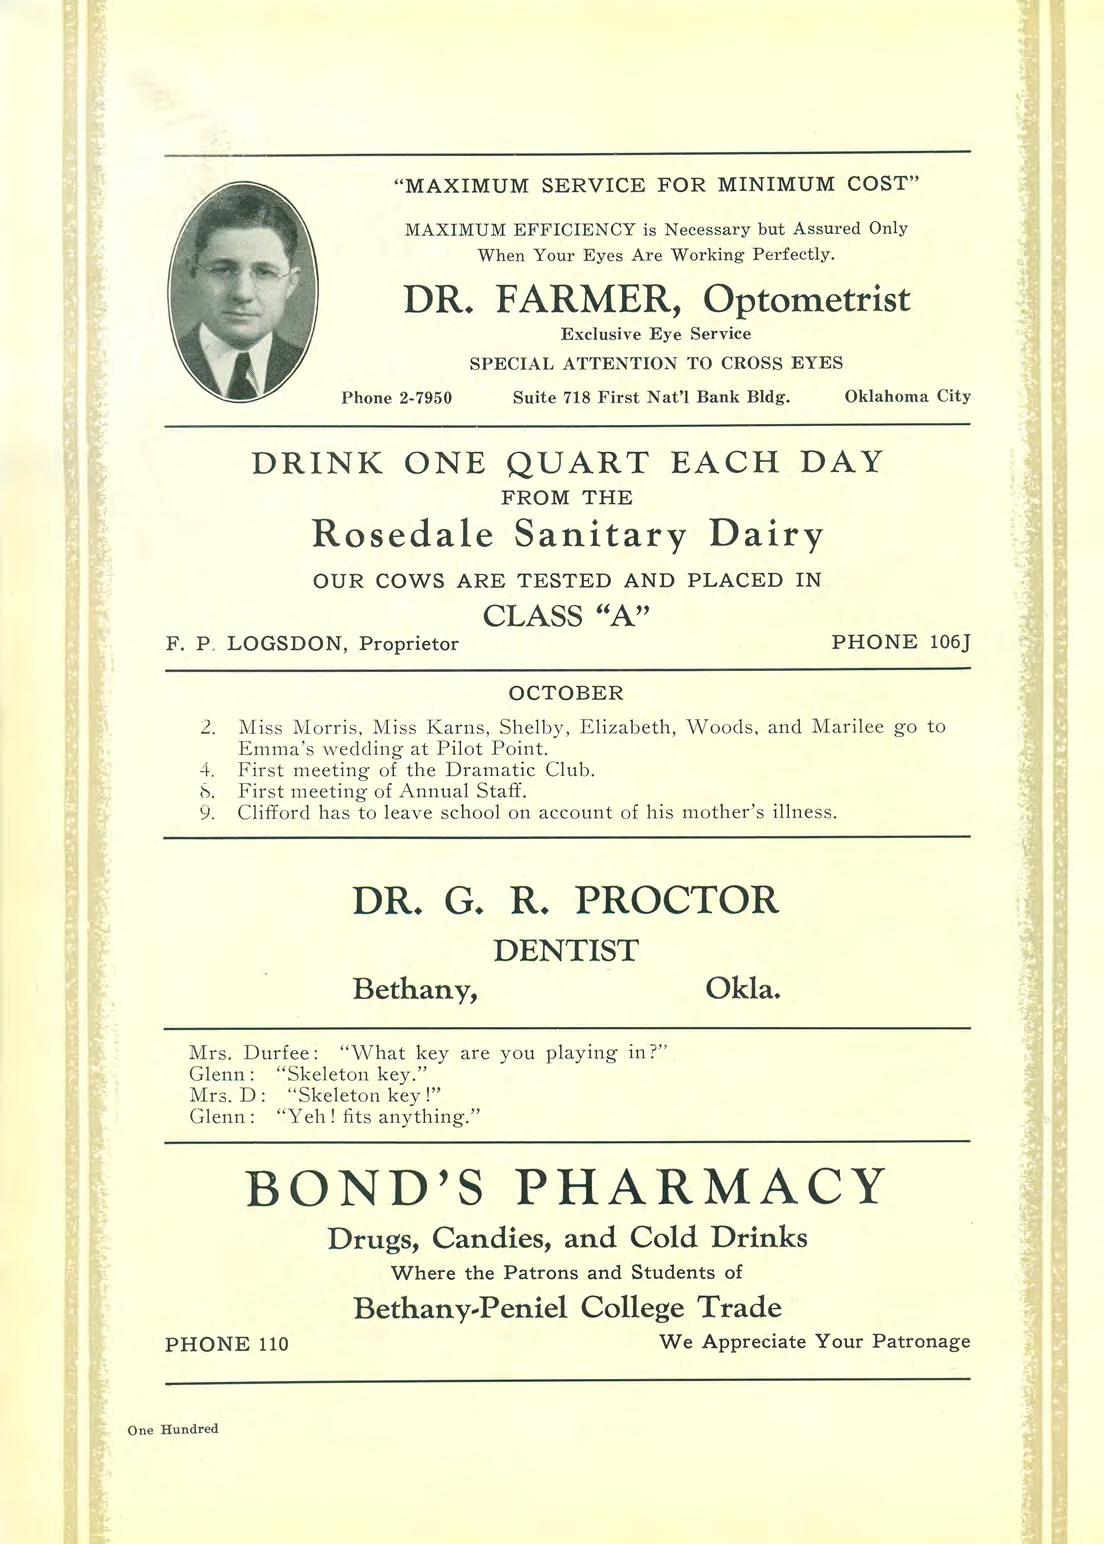 “MAXIMUM SERVICE FOR MINIMUM COST”
MAXIMUM EFFICIENCY is Necessary but Assured Only
When Your Eyes Are Working Perfectly.
DR. FARMER, Optometrist
Exclusive Eye Service
SPECIAL ATTENTION TO CROSS EYES
Phone 2-7950 Suite 718 First Nat'l Bank Bldg. Oklahoma City
DRINK ONE QUART EACH DAY
FROM THE
Rosedale Sanitary Dairy
OUR COWS ARE TESTED AND PLACED IN
CLASS “A”
F. P. LOGSDON, Proprietor PHONE 106J
OCTOBER
2. Miss Morris, Miss Karns, Shelby, Elizabeth, Woods, and Marilee go to
Emma's wedding at Pilot Point.
4. First meeting of the Dramatic Club.
8. First meeting of Annual Staff.
9. Clifford has to leave school on account of his mother's illness.
DR. G. R. PROCTOR
DENTIST
Bethany, Okla.
Mrs. Durfee: “What key are you playing in?”
Glenn: “Skeleton key.”
Mrs. D: “Skeleton key!”
Glenn: “Yeh! fits anything.”
BOND'S PHARMACY
Drugs, Candies, and Cold Drinks
Where the Patrons and Students of
Bethany-Peniel College Trade
PHONE 110 We Appreciate Your Patronage
One Hundred